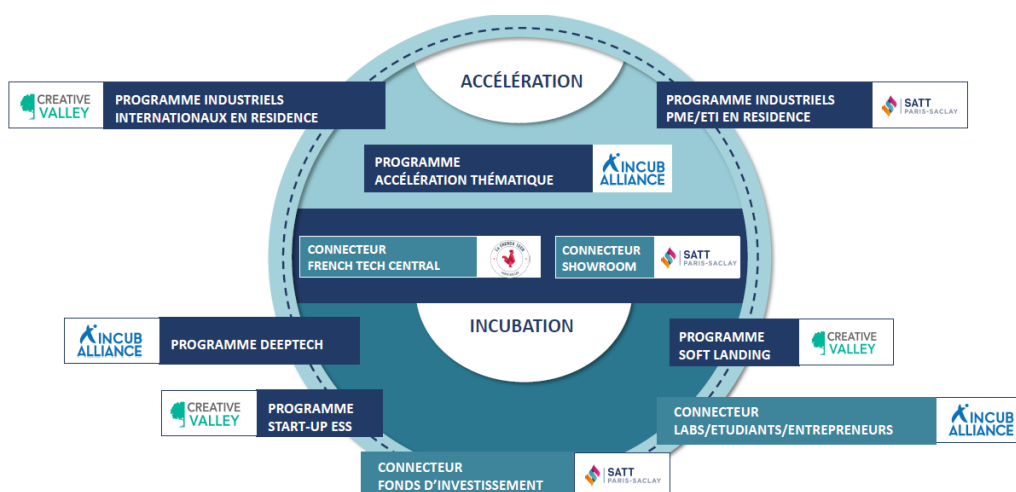 ACCÉLÉRATION
CREATIVE
VALLEY
PROGRAMME INDUSTRIELS
INTERNATIONAUX EN RESIDENCE
PROGRAMME INDUSTRIELS
PME/ETI EN RESIDENCE
SATT
PARIS-SACLAY
PROGRAMME
ACCÉLÉRATION THÉMATIQUE
INCUB
ALLIANCE
CONNECTEUR
FRENCH TECH CENTRAL
CONNECTEUR
SHOWROOM
SATT
PARIS-SACLAY
INCUBATION
INCUB
ALLIANCE
PROGRAMME DEEPTECH
PROGRAMME
SOFT LANDING
CREATIVE
VALLEY
CREATIVE
VALLEY
PROGRAMME
START-UP ESS
CONNECTEUR
LABS/ETUDIANTS/ENTREPRENEURS
INCUB
ALLIANCE
CONNECTEUR
FONDS D'INVESTISSEMENT
SATT
PARIS-SACLAY